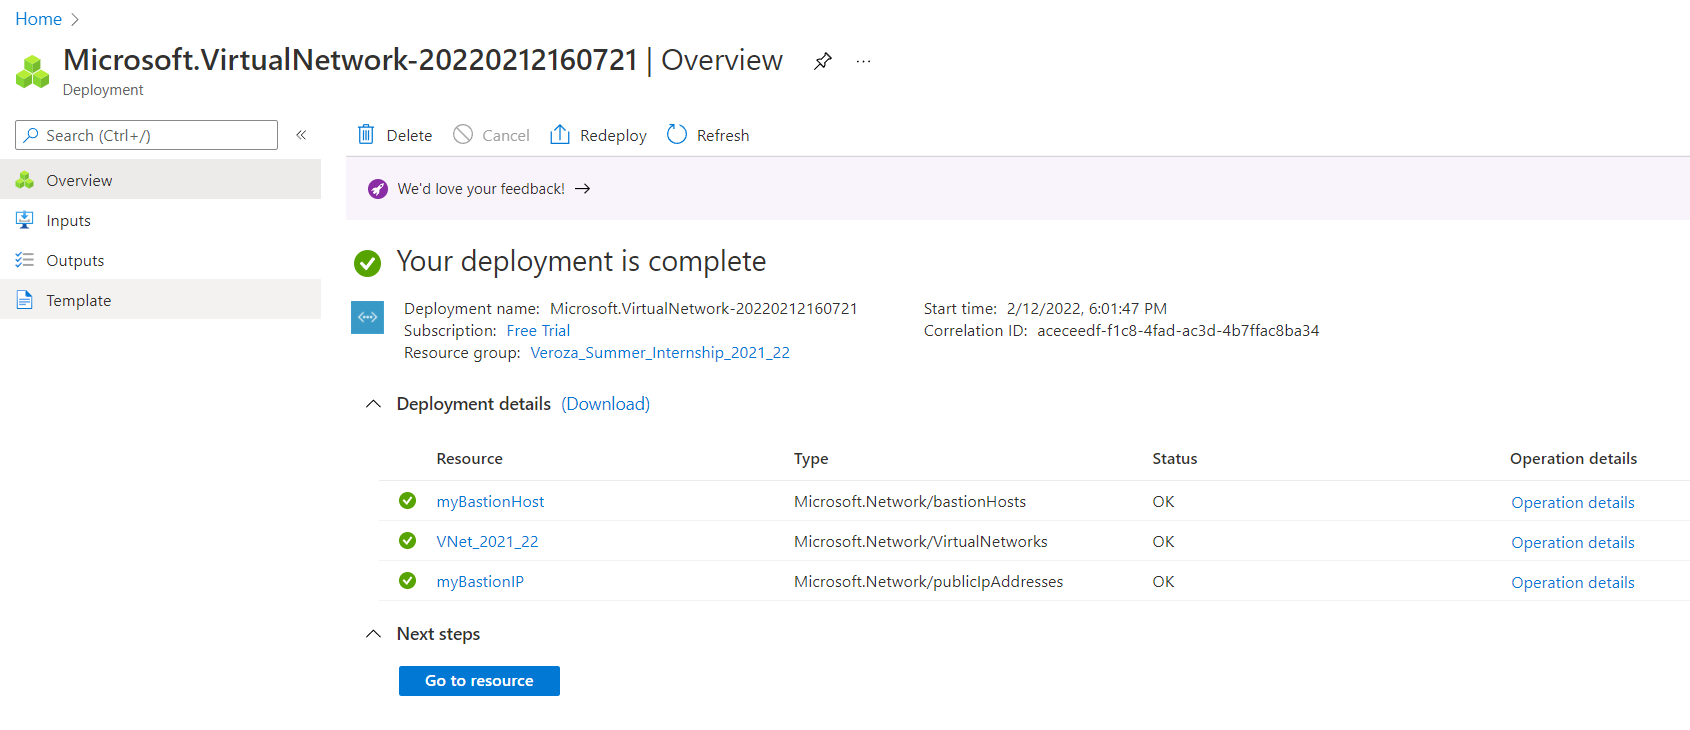 Home
Microsoft.VirtualNetwork-20220212160721 | Overview
Deployment
Search (Ctrl+/)
Overview
Inputs
Outputs
Template
Delete Cancel Redeploy Refresh
We'd love your feedback! →
Your deployment is complete
Deployment name: Microsoft.VirtualNetwork-20220212160721 Start time: 2/12/2022, 6:01:47 PM
Subscription: Free Trial Correlation ID: aceceedf-f1c8-4fad-ac3d-4b7ffac8ba34
Resource group: Veroza_Summer_Internship_2021_22
Deployment details (Download)
Resource Type Status Operation details
myBastionHost Microsoft.Network/bastionHosts OK Operation details
VNet_2021_22 Microsoft.Network/VirtualNetworks OK Operation details
myBastionIP Microsoft.Network/publicIpAddresses OK Operation details
Next steps
Go to resource